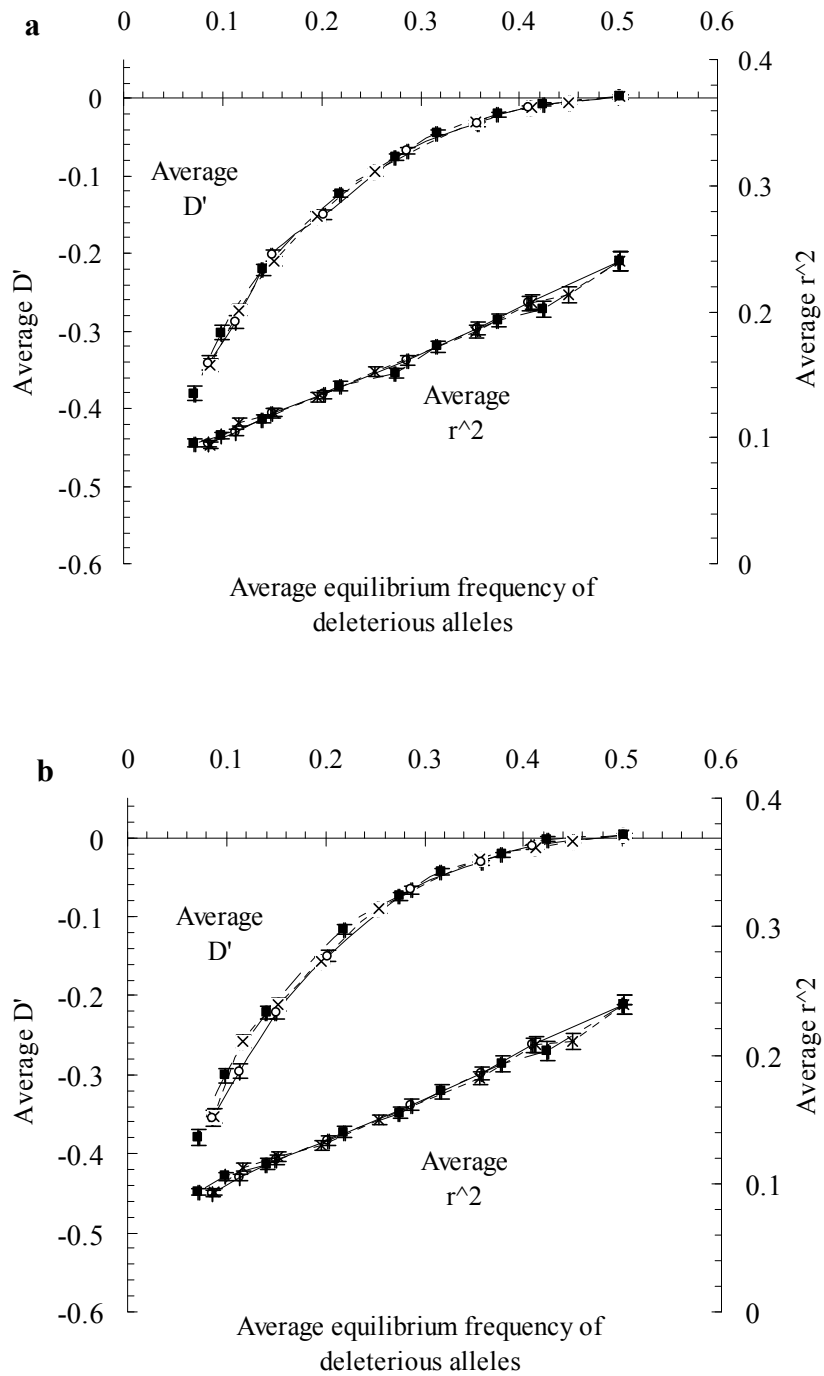 a
0 0.1 0.2 0.3 0.4 0.5 0.6
0.4
0
-0.1
Average
D'
0.3
-0.2
Average D'
Average r^2
-0.3
0.2
-0.4
Average
r^2
0.1
-0.5
-0.6
0
Average equilibrium frequency of
deleterious alleles
b
0 0.1 0.2 0.3 0.4 0.5 0.6
0.4
0
-0.1
Average
D'
0.3
-0.2
Average D'
Average r^2
0.2
-0.3
-0.4
Average
r^2
0.1
-0.5
-0.6
0
Average equilibrium frequency of
deleterious alleles